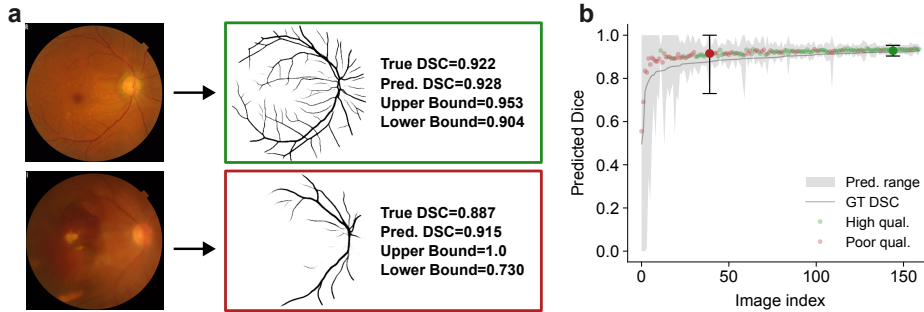 a
True DSC=0.922
Pred. DSC=0.928
Upper Bound=0.953
Lower Bound=0.904
True DSC=0.887
Pred. DSC=0.915
Upper Bound=1.0
Lower Bound=0.730
b
Predicted Dice
1.0
0.8
0.6
0.4
0.2
0.0
Pred. range
GT DSC
High qual.
Poor qual.
0 50 100 150
Image index